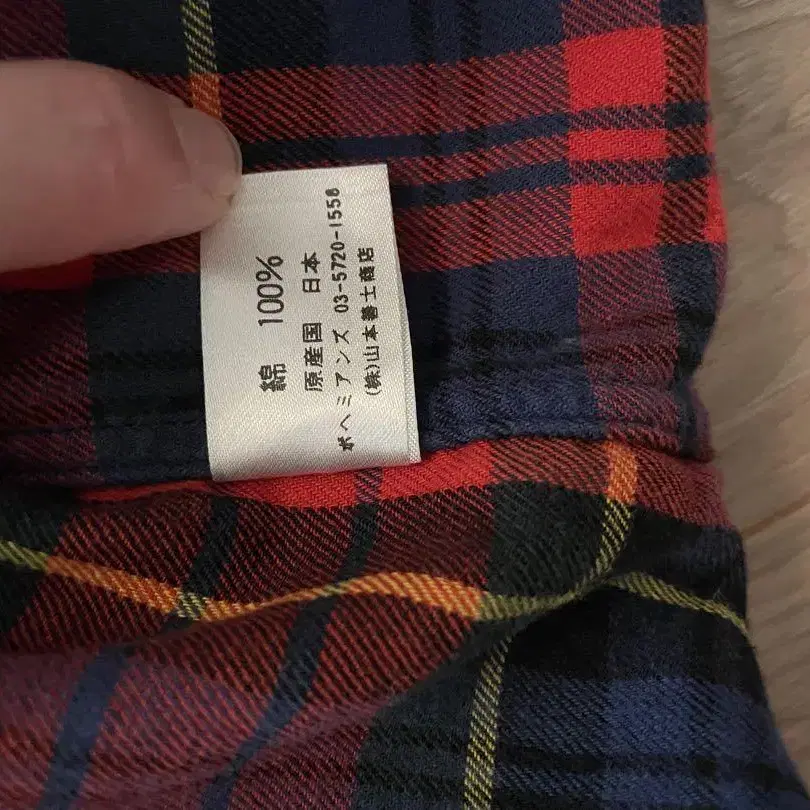 綿 100%
原産国 日本
ボヘミアンズ 03-5720-1558
(株)山本善士商店